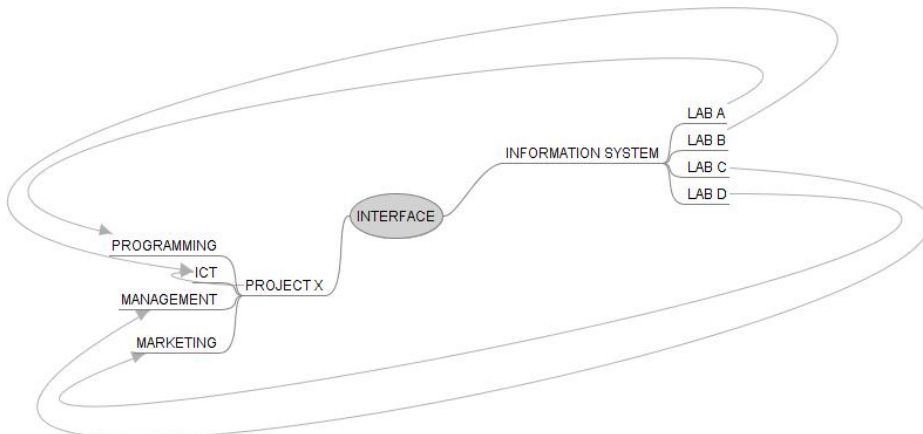 LAB A
LAB B
INFORMATION SYSTEM
LAB C
LAB D
INTERFACE
PROGRAMMING
ICT
PROJECT X
MANAGEMENT
MARKETING